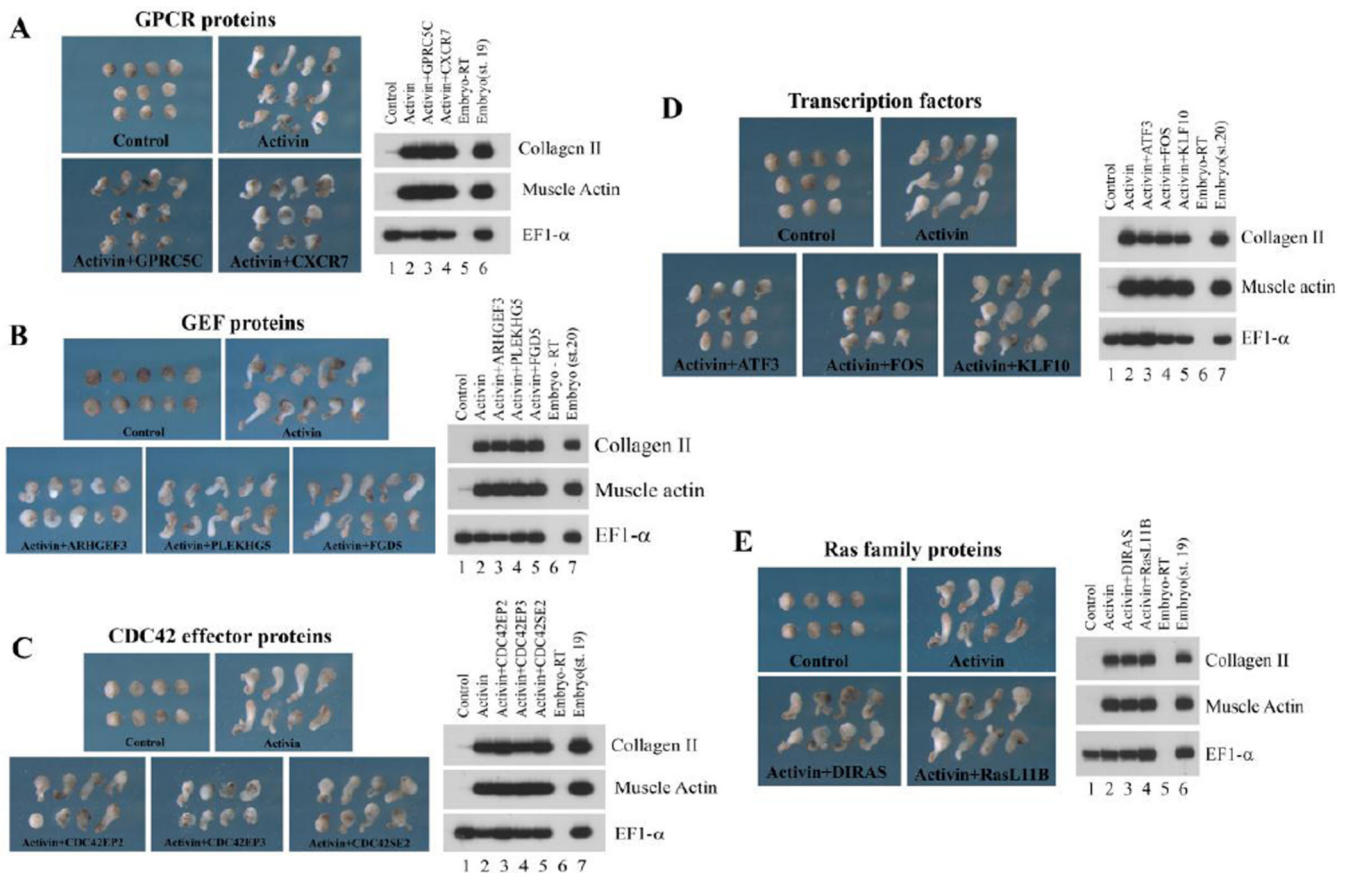 A
GPCR proteins
Control
Activin
Activin+GPRC5C
Activin+CXCR7
Control
Activin
Activin+GPRC5C
Activin+CXCR7
Embryo-RT
Embryo(st. 19)
Collagen II
Muscle Actin
EF1-α
1 2 3 4 5 6
B
GEF proteins
Control
Activin
Activin+ARHGEF3
Activin+PLEKHG5
Activin+FGD5
Control
Activin
Activin+ARHGEF3
Activin+PLEKHG5
Activin+FGD5
Embryo - RT
Embryo (st.20)
Collagen II
Muscle actin
EF1-α
1 2 3 4 5 6 7
C
CDC42 effector proteins
Control
Activin
Activin+CDC42EP2
Activin+CDC42EP3
Activin+CDC42SE2
Control
Activin
Activin+CDC42EP2
Activin+CDC42EP3
Activin+CDC42SE2
Embryo-RT
Embryo(st. 19)
Collagen II
Muscle Actin
EF1-α
1 2 3 4 5 6 7
D
Transcription factors
Control
Activin
Activin+ATF3
Activin+FOS
Activin+KLF10
Control
Activin
Activin+ATF3
Activin+FOS
Activin+KLF10
Embryo-RT
Embryo(st.20)
Collagen II
Muscle actin
EF1-α
1 2 3 4 5 6 7
E
Ras family proteins
Control
Activin
Activin+DIRAS
Activin+RasL11B
Control
Activin
Activin+DIRAS
Activin+RasL11B
Embryo-RT
Embryo(st. 19)
Collagen II
Muscle Actin
EF1-α
1 2 3 4 5 6